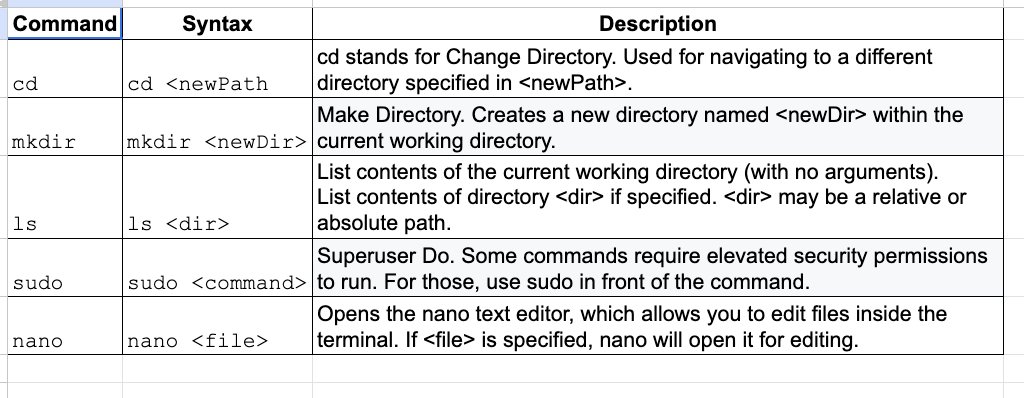 Command Syntax Description
cd stands for Change Directory. Used for navigating to a different
cd cd <newPath directory specified in <newPath>.
Make Directory. Creates a new directory named <newDir> within the
mkdir mkdir <newDir> current working directory.
List contents of the current working directory (with no arguments).
List contents of directory <dir> if specified. <dir> may be a relative or
ls ls <dir> absolute path.
Superuser Do. Some commands require elevated security permissions
sudo sudo <command> to run. For those, use sudo in front of the command.
Opens the nano text editor, which allows you to edit files inside the
nano nano <file> terminal. If <file> is specified, nano will open it for editing.